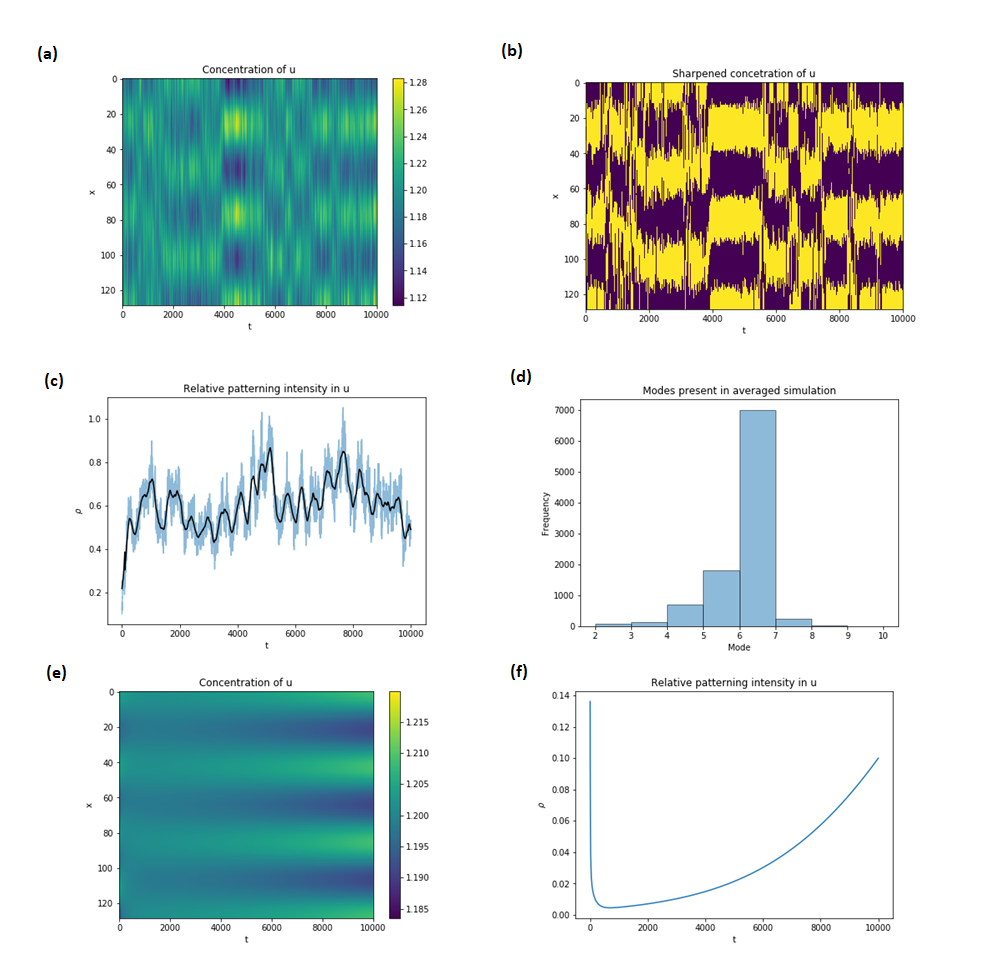 (a)
Concentration of u
0
20
40
60
80
100
120
x
0 2000 4000 6000 8000 10000
t
1.28
1.26
1.24
1.22
1.20
1.18
1.16
1.14
1.12
(b)
Sharpened concetration of u
0
20
40
60
80
100
120
x
0 2000 4000 6000 8000 10000
t
(c)
Relative patterning intensity in u
1.0
0.8
0.6
0.4
0.2
ρ
0 2000 4000 6000 8000 10000
t
(d)
Modes present in averaged simulation
7000
6000
5000
4000
3000
2000
1000
0
Frequency
2 3 4 5 6 7 8 9 10
Mode
(e)
Concentration of u
0
20
40
60
80
100
120
x
0 2000 4000 6000 8000 10000
t
1.215
1.210
1.205
1.200
1.195
1.190
1.185
(f)
Relative patterning intensity in u
0.14
0.12
0.10
0.08
0.06
0.04
0.02
0.00
ρ
0 2000 4000 6000 8000 10000
t